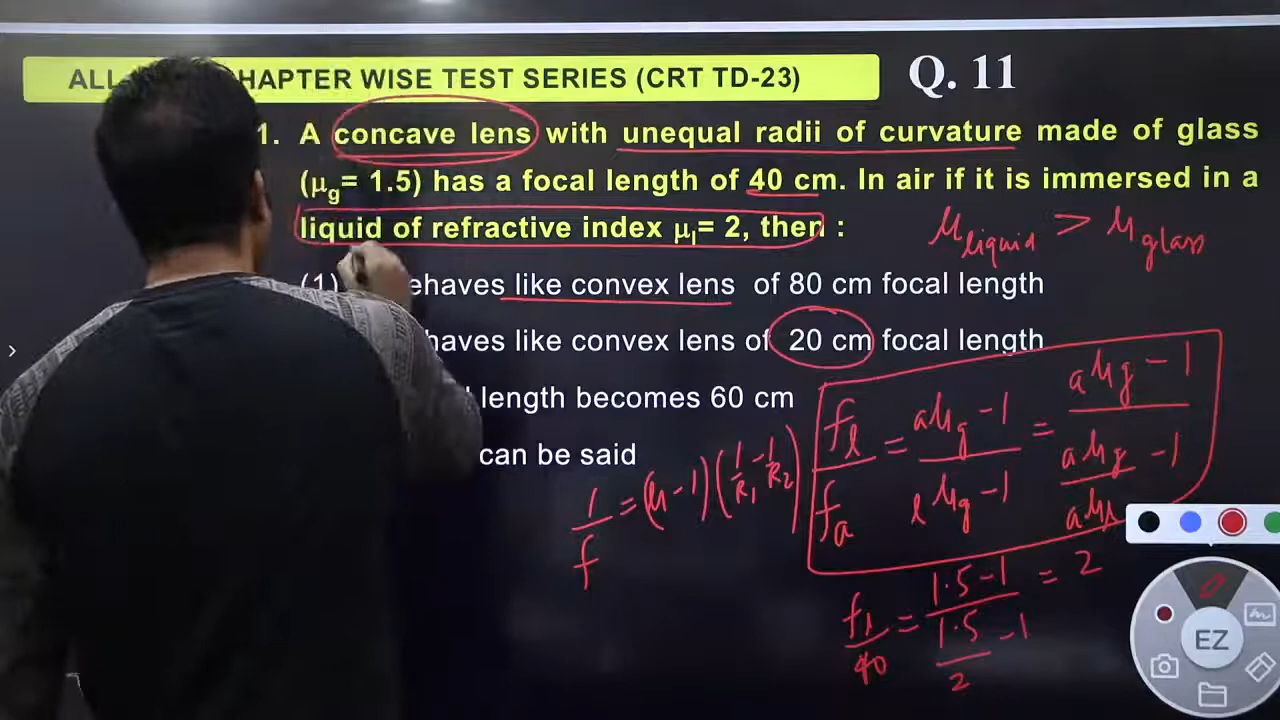 ALL CHAPTER WISE TEST SERIES (CRT TD-23)
Q. 11
1. A concave lens with unequal radii of curvature made of glass
(μg= 1.5) has a focal length of 40 cm. In air if it is immersed in a
liquid of refractive index μl= 2, then :
μliquid > μglass
(1) behaves like convex lens of 80 cm focal length
haves like convex lens of 20 cm focal length
length becomes 60 cm
can be said
1/f = (μ-1)(1/R1 - 1/R2)
fl/fa = (aμg-1)/(lμg-1) = (aμg-1)/(aμg/aμl -1)
fl/40 = (1.5-1)/(1.5/2 -1) = 2
EZ